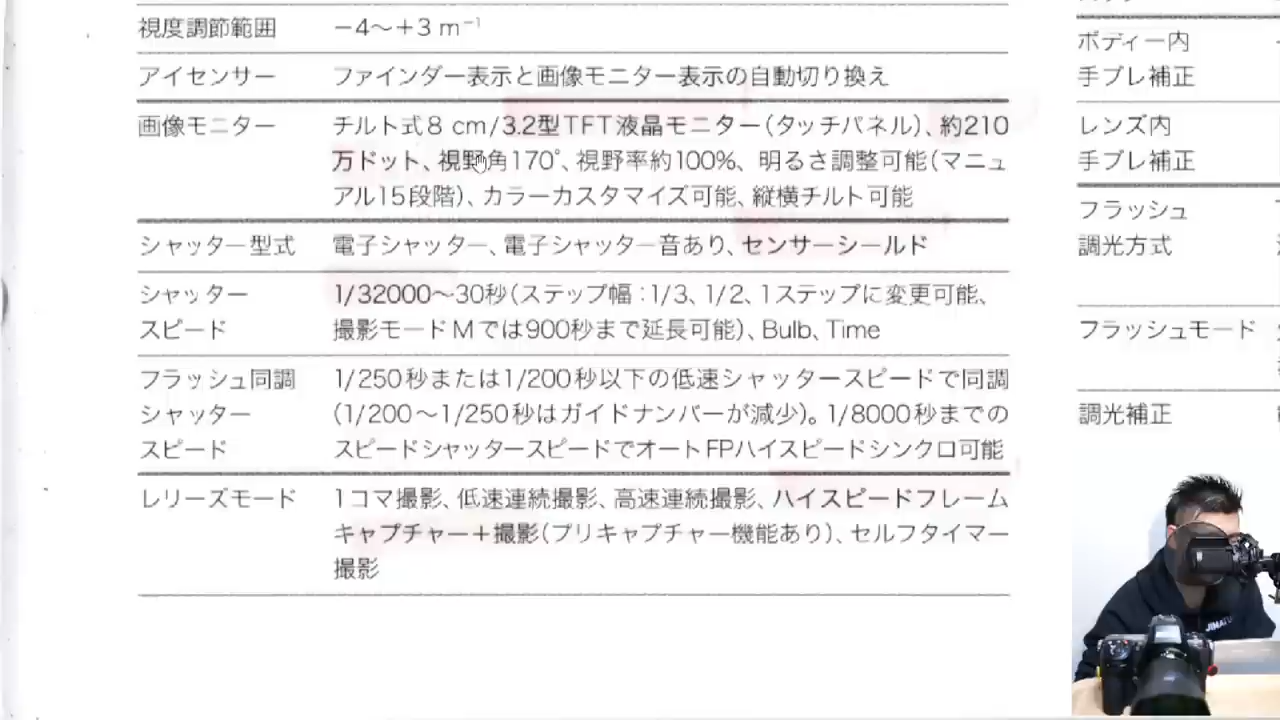 視度調節範囲 －4～＋3 m⁻¹
アイセンサー ファインダー表示と画像モニター表示の自動切り換え
画像モニター チルト式8 cm/3.2型TFT液晶モニター（タッチパネル）、約210
万ドット、視野角170°、視野率約100%、明るさ調整可能（マニュ
アル15段階）、カラーカスタマイズ可能、縦横チルト可能
シャッター型式 電子シャッター、電子シャッター音あり、センサーシールド
シャッター 1/32000～30秒（ステップ幅：1/3、1/2、1ステップに変更可能、
スピード 撮影モードMでは900秒まで延長可能）、Bulb、Time
フラッシュ同調 1/250秒または1/200秒以下の低速シャッタースピードで同調
シャッター （1/200～1/250秒はガイドナンバーが減少）。1/8000秒までの
スピード スピードシャッタースピードでオートFPハイスピードシンクロ可能
レリーズモード 1コマ撮影、低速連続撮影、高速連続撮影、ハイスピードフレーム
キャプチャー＋撮影（プリキャプチャー機能あり）、セルフタイマー
撮影
ボディー内
手ブレ補正
レンズ内
手ブレ補正
フラッシュ
調光方式
フラッシュモード
調光補正